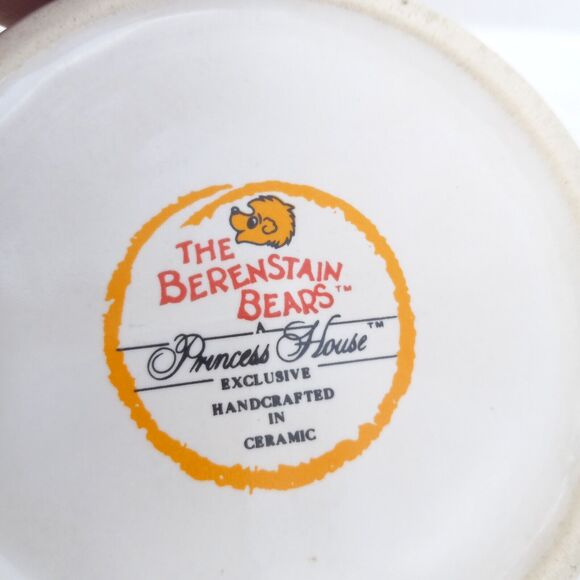 THE
BERENSTAIN
BEARS™
A
Princess House™
EXCLUSIVE
HANDCRAFTED
IN
CERAMIC